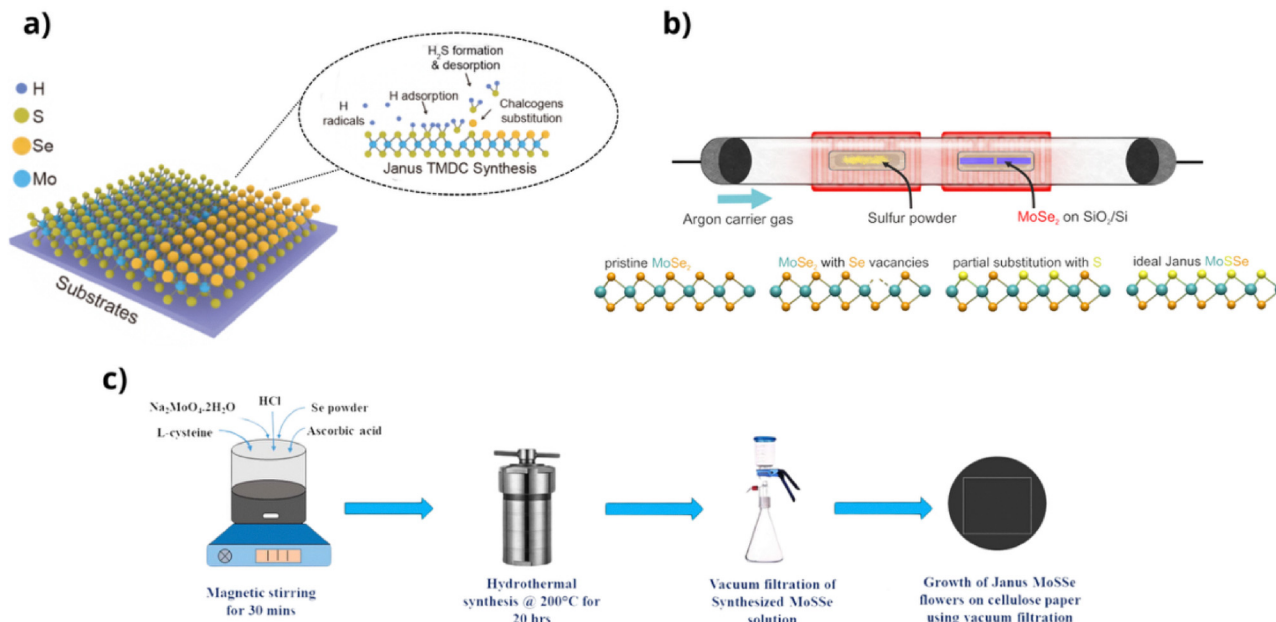 a)
H
S
Se
Mo
Substrates
H₂S formation
& desorption
H adsorption
H
radicals
Chalcogens
substitution
Janus TMDC Synthesis
b)
Argon carrier gas
Sulfur powder
MoSe₂ on SiO₂/Si
pristine MoSe₂
MoSe₂ with Se vacancies
partial substitution with S
ideal Janus MoSSe
c)
Na₂MoO₄.2H₂O
HCl
Se powder
L-cysteine
Ascorbic acid
Magnetic stirring
for 30 mins
Hydrothermal
synthesis @ 200°C for
20 hrs
Vacuum filtration of
Synthesized MoSSe
solution
Growth of Janus MoSSe
flowers on cellulose paper
using vacuum filtration